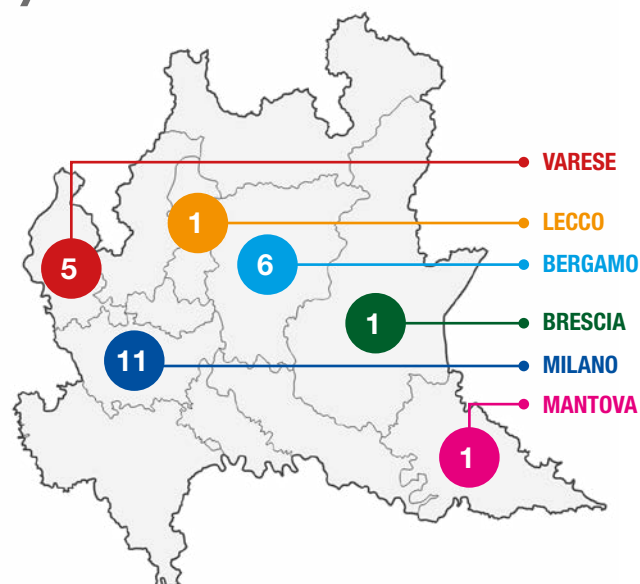 VARESE
1
LECCO
5
6
BERGAMO
1
BRESCIA
11
MILANO
MANTOVA
1